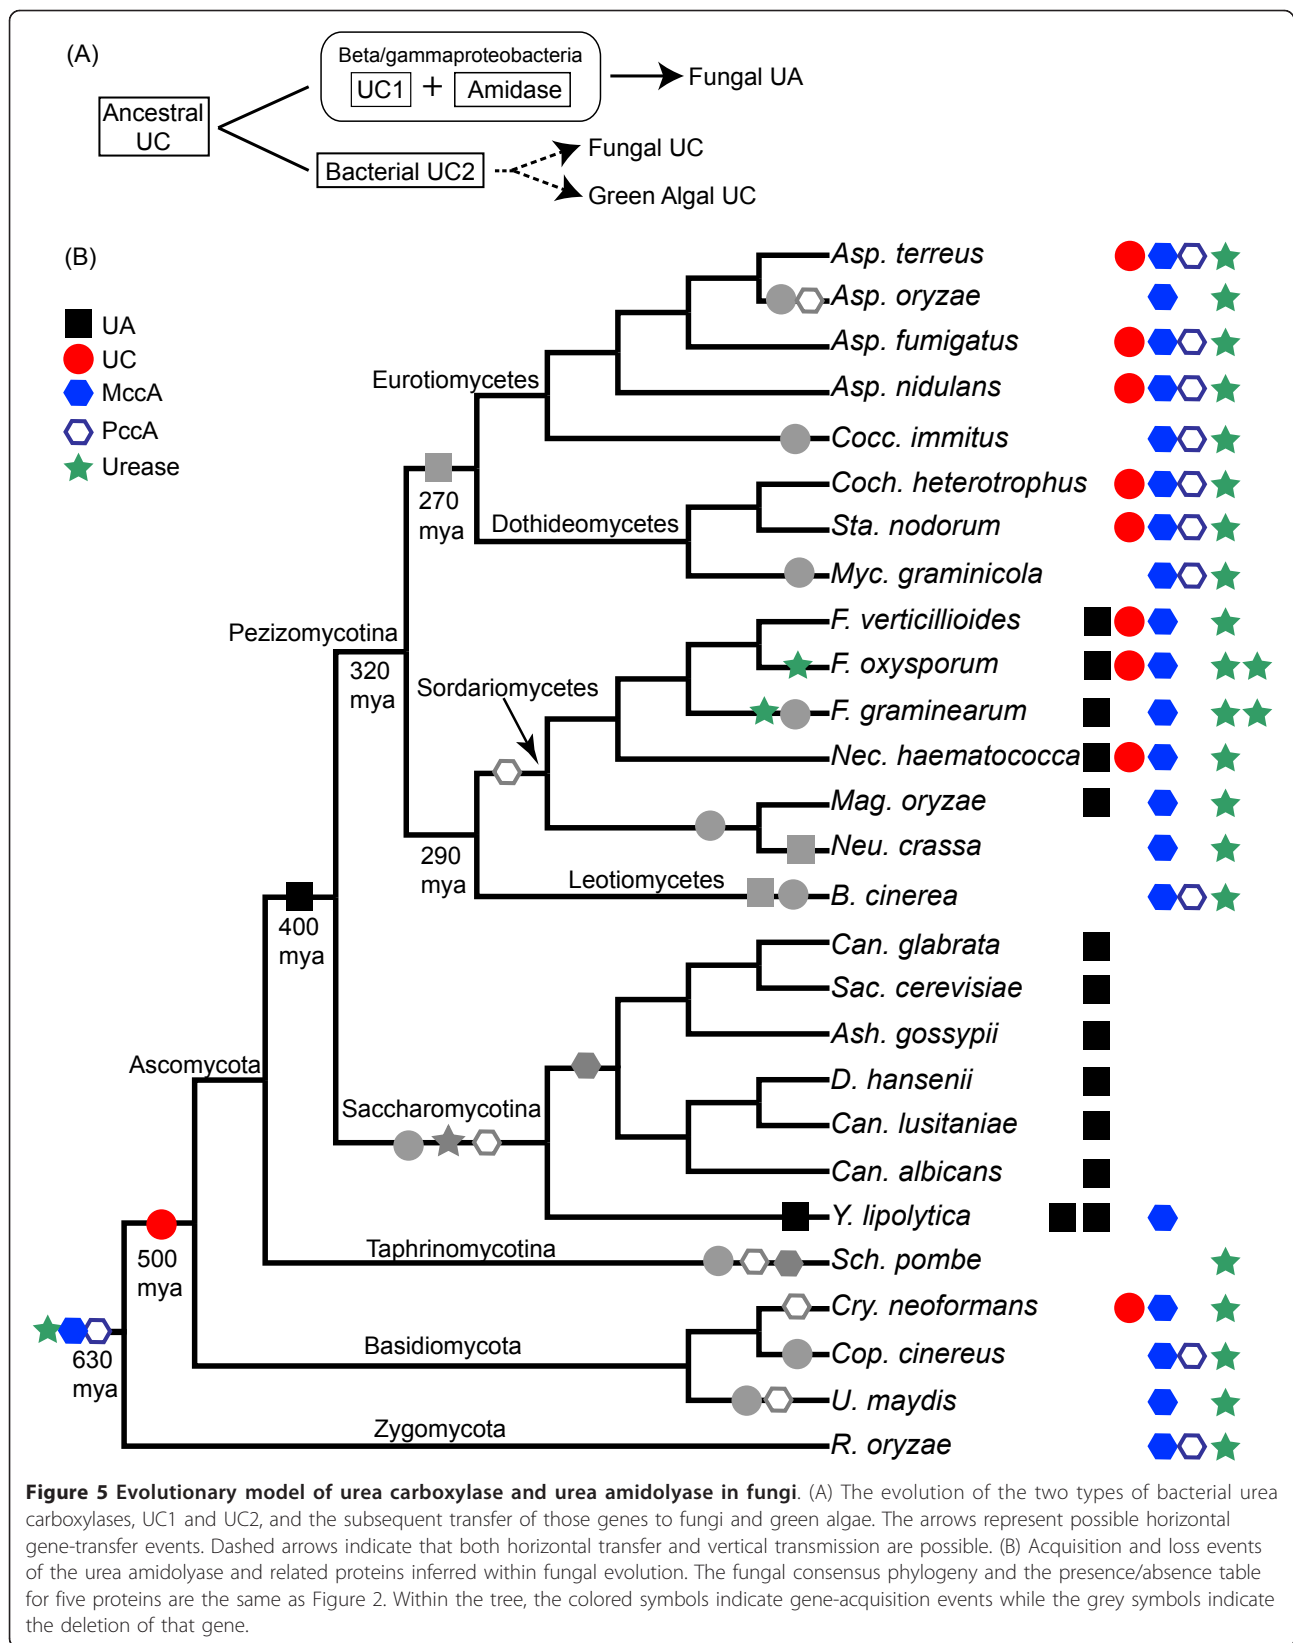 (A)
Beta/gammaproteobacteria
UC1 + Amidase
Fungal UA
Ancestral
UC
Bacterial UC2
Fungal UC
Green Algal UC
(B)
UA
UC
MccA
PccA
Urease
Asp. terreus
Asp. oryzae
Asp. fumigatus
Eurotiomycetes
Asp. nidulans
Cocc. immitus
270
mya
Coch. heterotrophus
Dothideomycetes
Sta. nodorum
Myc. graminicola
Pezizomycotina
320
mya
F. verticillioides
F. oxysporum
Sordariomycetes
F. graminearum
Nec. haematococca
Mag. oryzae
Neu. crassa
290
mya
Leotiomycetes
B. cinerea
400
mya
Can. glabrata
Sac. cerevisiae
Ash. gossypii
Ascomycota
D. hansenii
Saccharomycotina
Can. lusitaniae
Can. albicans
Y. lipolytica
Taphrinomycotina
Sch. pombe
500
mya
Cry. neoformans
Basidiomycota
Cop. cinereus
630
mya
U. maydis
Zygomycota
R. oryzae
Figure 5 Evolutionary model of urea carboxylase and urea amidolyase in fungi. (A) The evolution of the two types of bacterial urea
carboxylases, UC1 and UC2, and the subsequent transfer of those genes to fungi and green algae. The arrows represent possible horizontal
gene-transfer events. Dashed arrows indicate that both horizontal transfer and vertical transmission are possible. (B) Acquisition and loss events
of the urea amidolyase and related proteins inferred within fungal evolution. The fungal consensus phylogeny and the presence/absence table
for five proteins are the same as Figure 2. Within the tree, the colored symbols indicate gene-acquisition events while the grey symbols indicate
the deletion of that gene.